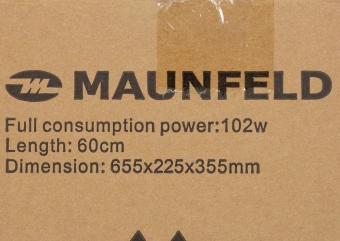 MAUNFELD
Full consumption power:102w
Length: 60cm
Dimension: 655x225x355mm